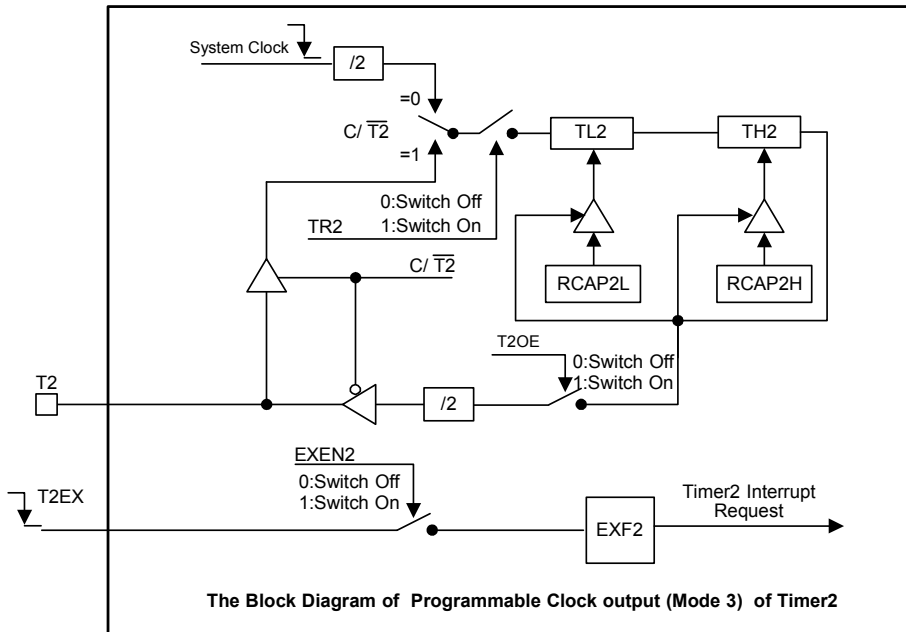 System Clock
/2
=0
C/ T2
=1
TL2
TH2
0:Switch Off
TR2
1:Switch On
C/ T2
RCAP2L
RCAP2H
T2OE
0:Switch Off
1:Switch On
T2
/2
EXEN2
0:Switch Off
1:Switch On
T2EX
EXF2
Timer2 Interrupt
Request
The Block Diagram of Programmable Clock output (Mode 3) of Timer2